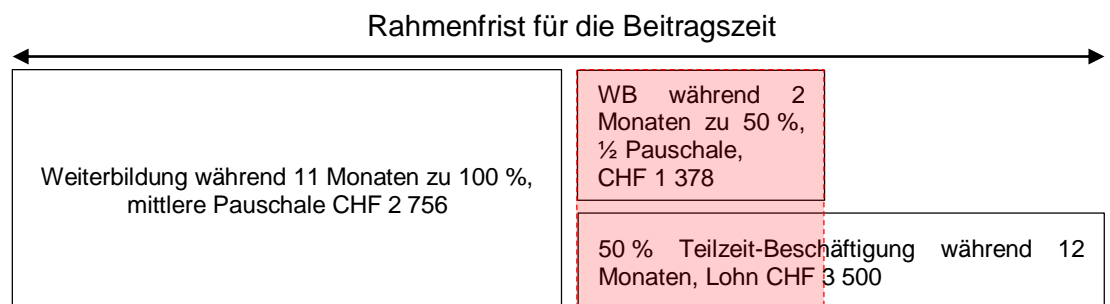 Rahmenfrist für die Beitragszeit
WB während 2
Monaten zu 50 %,
½ Pauschale,
CHF 1 378
Weiterbildung während 11 Monaten zu 100 %,
mittlere Pauschale CHF 2 756
50 % Teilzeit-Beschäftigung während 12
Monaten, Lohn CHF 3 500